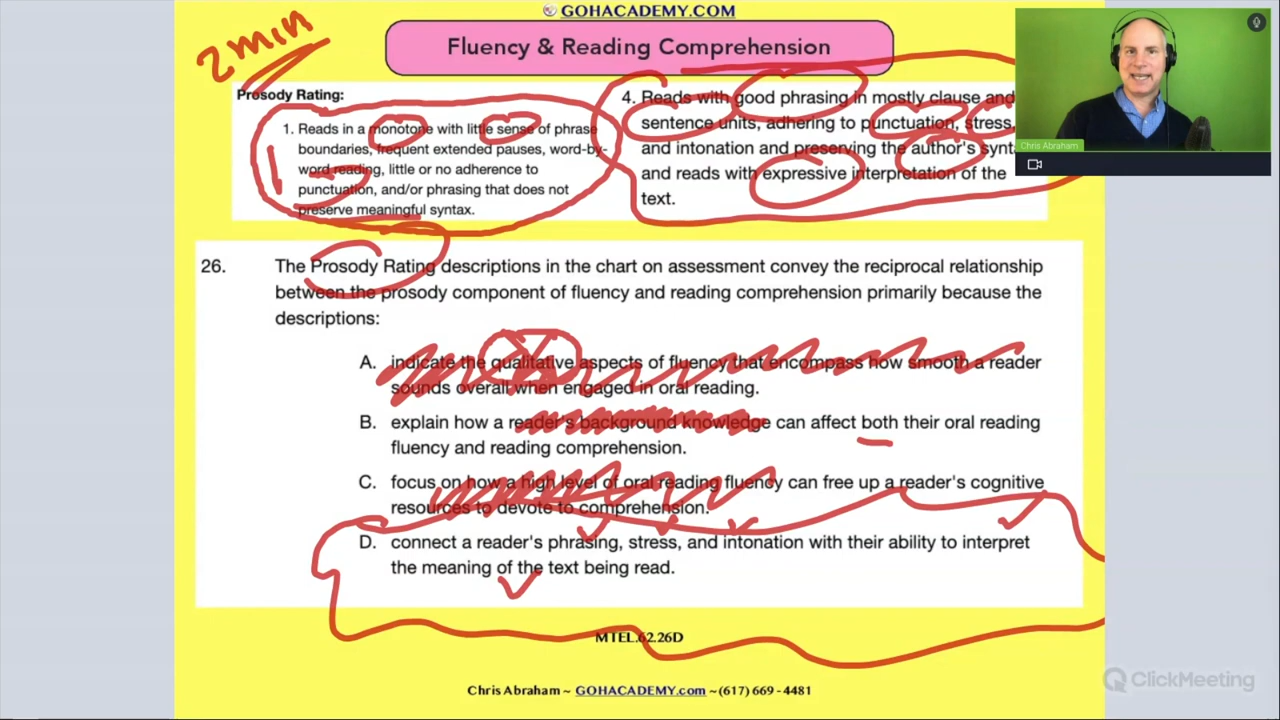 GOHACADEMY.COM
2 min
Fluency & Reading Comprehension
Prosody Rating:
1. Reads in a monotone with little sense of phrase
boundaries, frequent extended pauses, word-by-
word reading, little or no adherence to
punctuation, and/or phrasing that does not
preserve meaningful syntax.
4. Reads with good phrasing in mostly clause and
sentence units, adhering to punctuation, stress,
and intonation and preserving the author's
and reads with expressive interpretation of the
text.
Chris Abraham
26. The Prosody Rating descriptions in the chart on assessment convey the reciprocal relationship
between the prosody component of fluency and reading comprehension primarily because the
descriptions:
A. indicate the qualitative aspects of fluency that encompass how smooth a reader
sounds overall when engaged in oral reading.
B. explain how a reader's background knowledge can affect both their oral reading
fluency and reading comprehension.
C. focus on how a high level of oral reading fluency can free up a reader's cognitive
resources to devote to comprehension.
D. connect a reader's phrasing, stress, and intonation with their ability to interpret
the meaning of the text being read.
MTEL.62.26D
Chris Abraham ~ GOHACADEMY.com ~(617) 669 - 4481
ClickMeeting